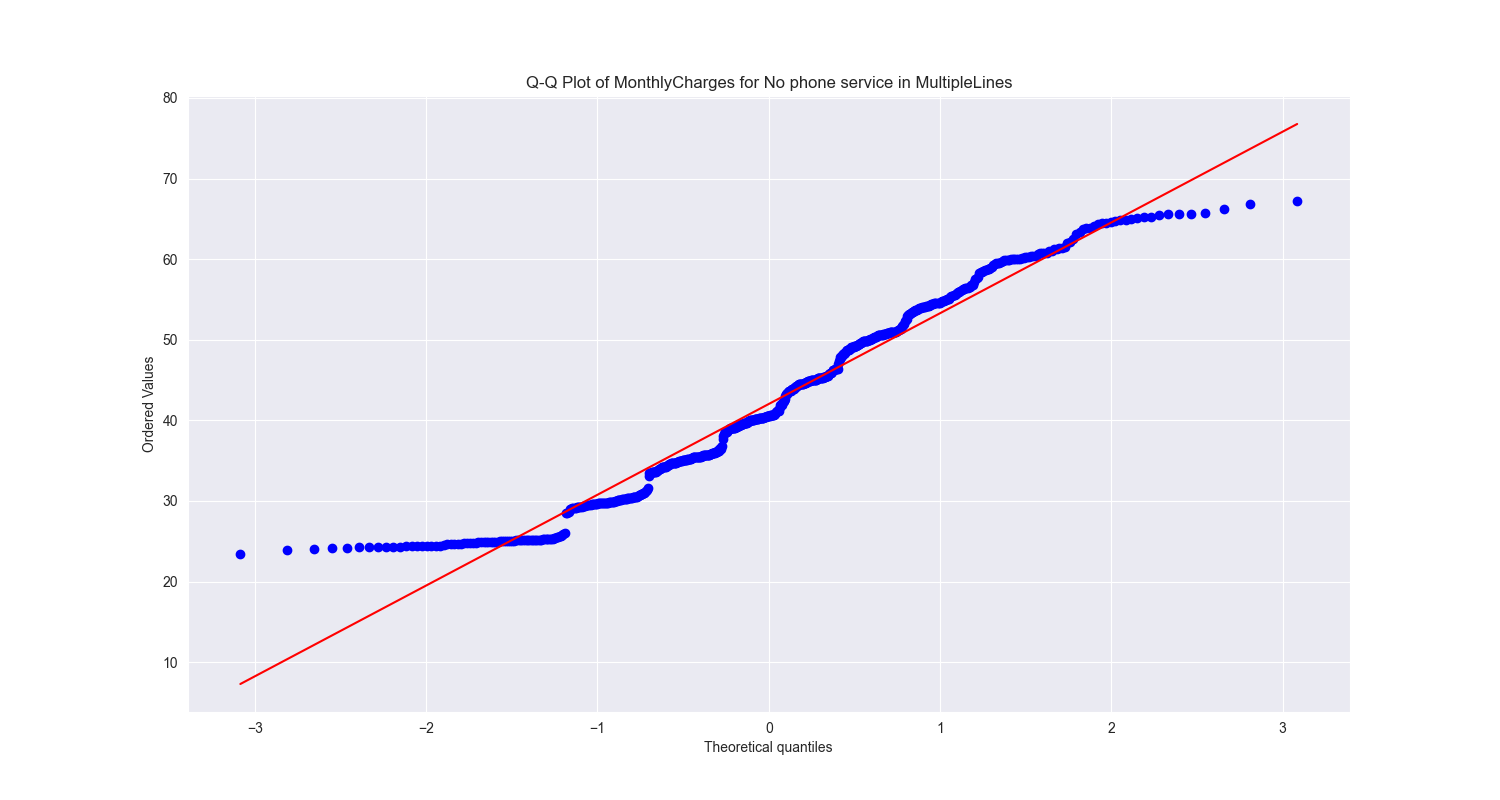 Q-Q Plot of MonthlyCharges for No phone service in MultipleLines
80
70
60
50
40
30
20
10
Ordered Values
−3 −2 −1 0 1 2 3
Theoretical quantiles